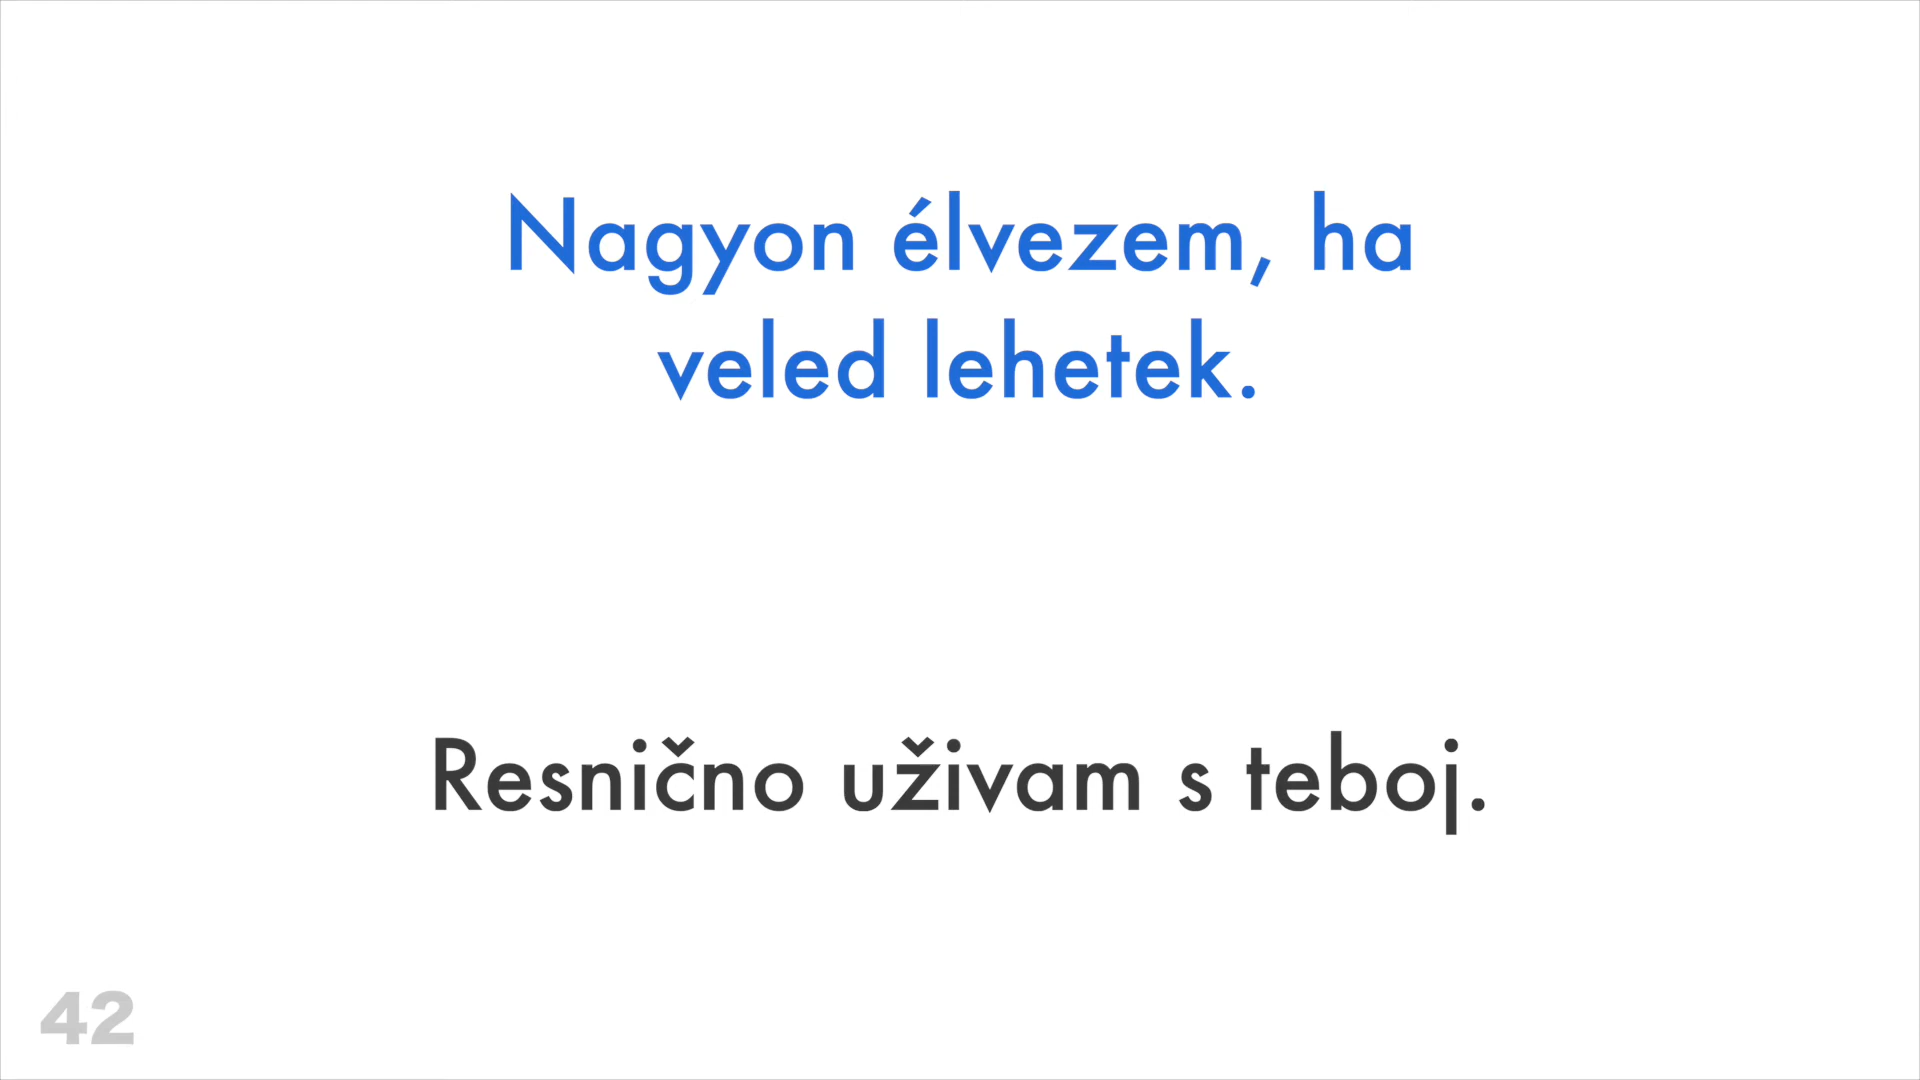 Nagyon élvezem, ha
veled lehetek.
Resnično uživam s teboj.
42